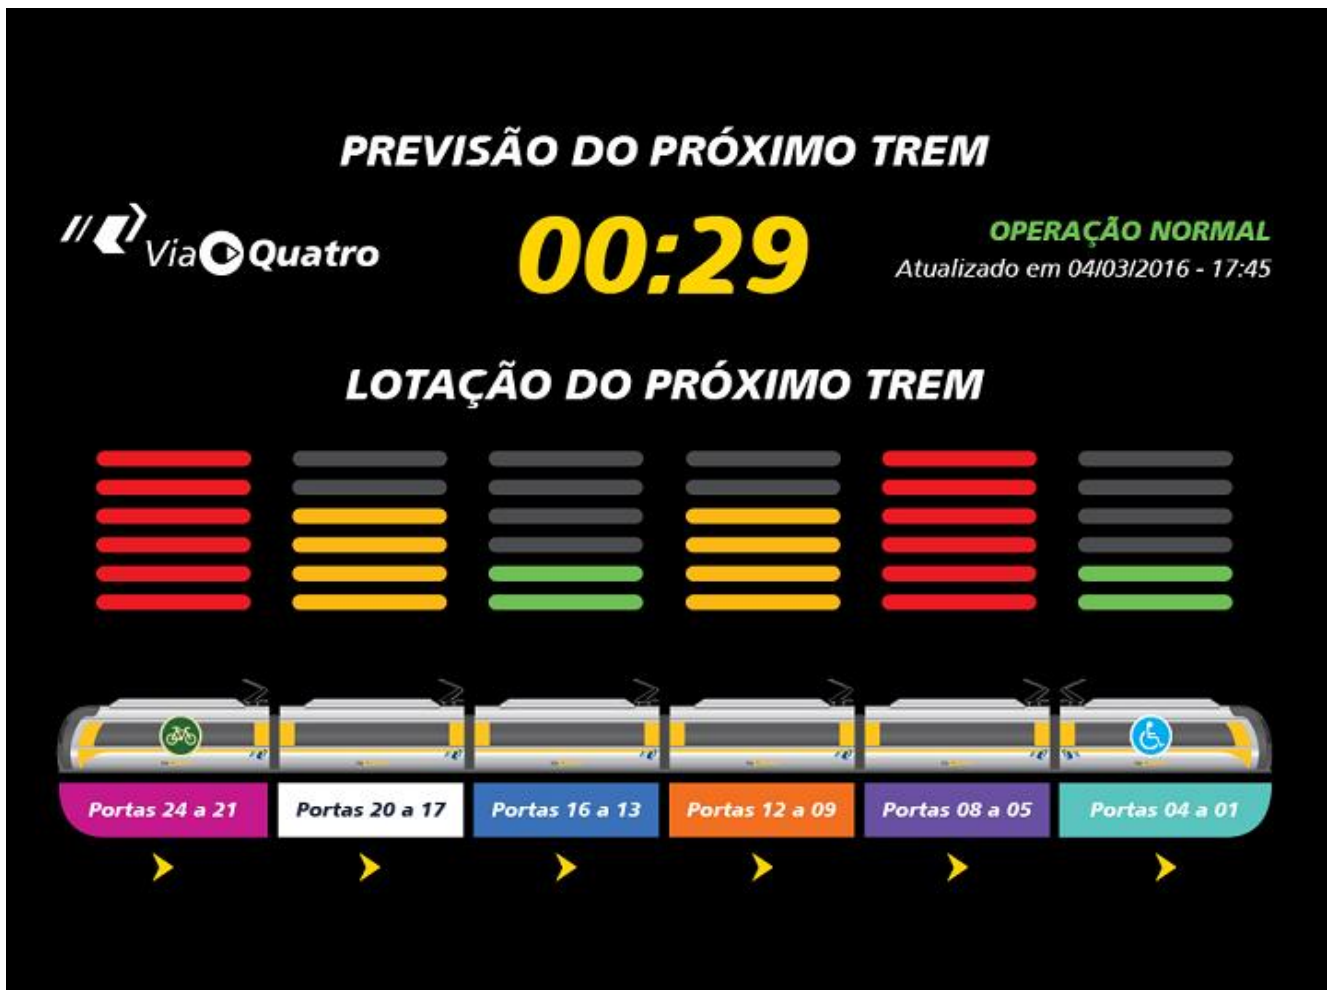 PREVISÃO DO PRÓXIMO TREM
ViaQuatro
00:29
OPERAÇÃO NORMAL
Atualizado em 04/03/2016 - 17:45
LOTAÇÃO DO PRÓXIMO TREM
Portas 24 a 21
Portas 20 a 17
Portas 16 a 13
Portas 12 a 09
Portas 08 a 05
Portas 04 a 01